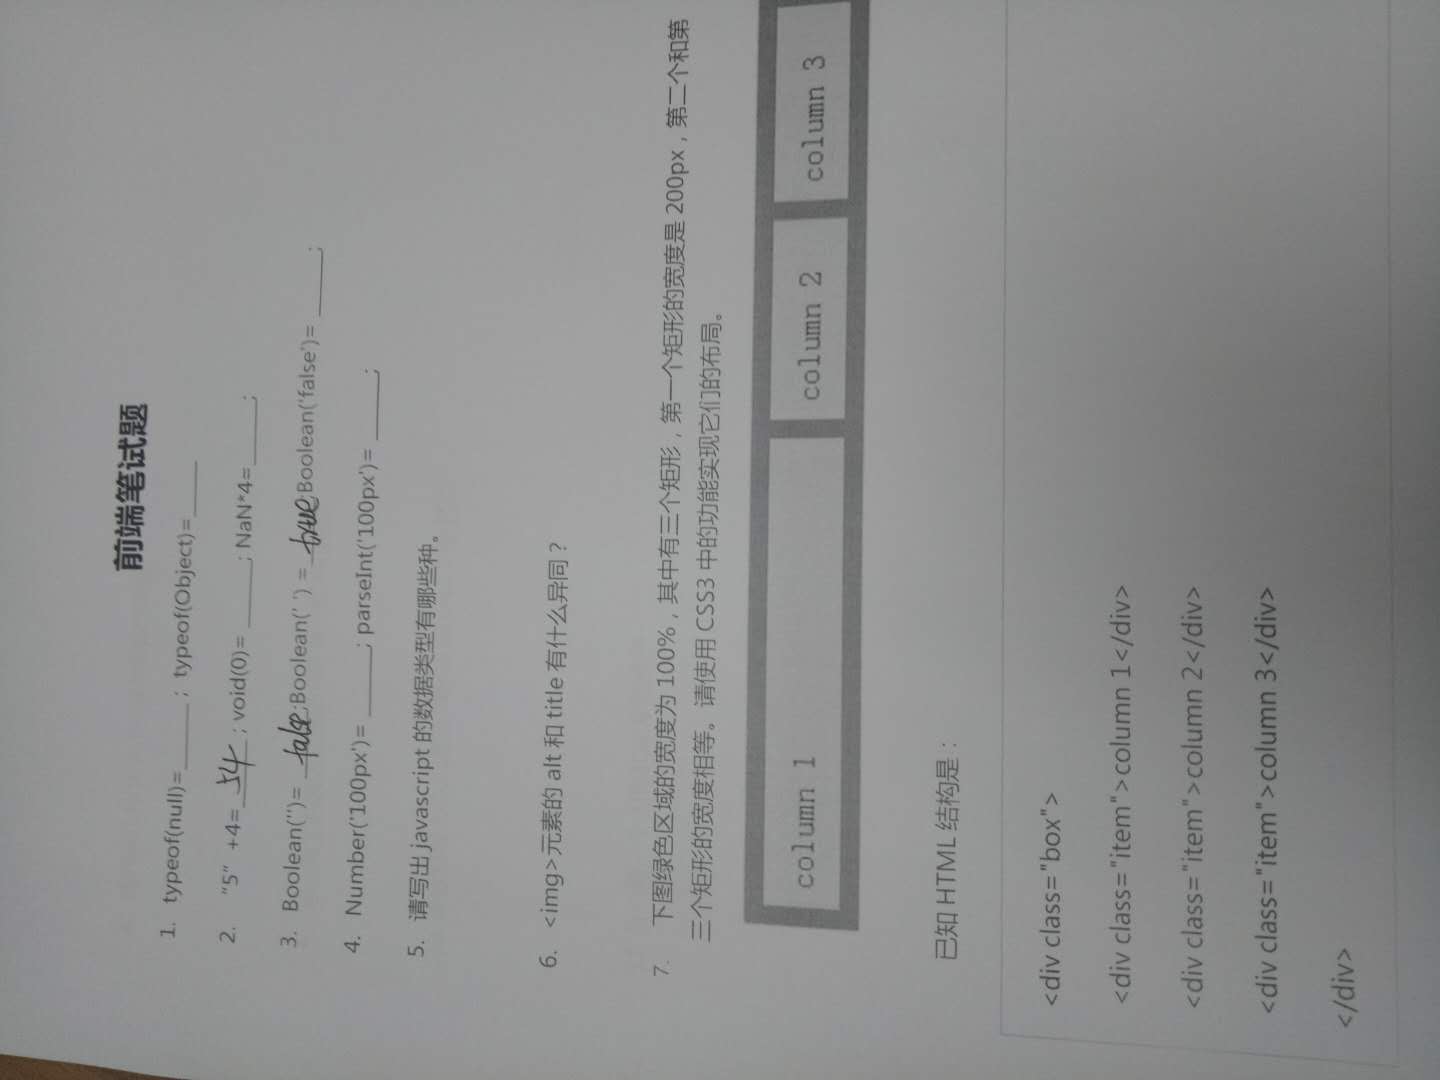 前端笔试题
1. typeof(null)=_____ ; typeof(Object)=_____
2. “5” +4= 54 ; void(0)= _____; NaN*4=_____;
3. Boolean('')= false;Boolean(' ') = true;Boolean('false')= _____;
4. Number('100px')= _____; parseInt('100px')= _____;
5. 请写出 javascript 的数据类型有哪些种。
6. <img>元素的 alt 和 title 有什么异同？
7. 下图绿色区域的宽度为 100%，其中有三个矩形，第一个矩形的宽度是 200px，第二个和第
三个矩形的宽度相等。请使用 CSS3 中的功能实现它们的布局。
column 1 column 2 column 3
已知 HTML 结构是：
<div class="box">
<div class="item">column 1</div>
<div class="item">column 2</div>
<div class="item">column 3</div>
</div>